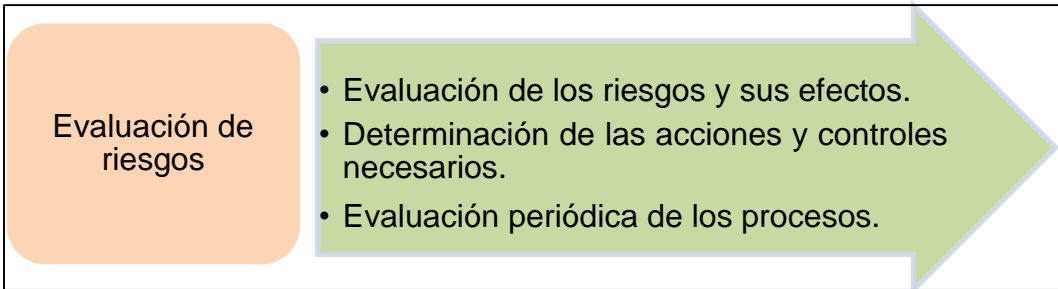 Evaluación de
riesgos
• Evaluación de los riesgos y sus efectos.
• Determinación de las acciones y controles
necesarios.
• Evaluación periódica de los procesos.